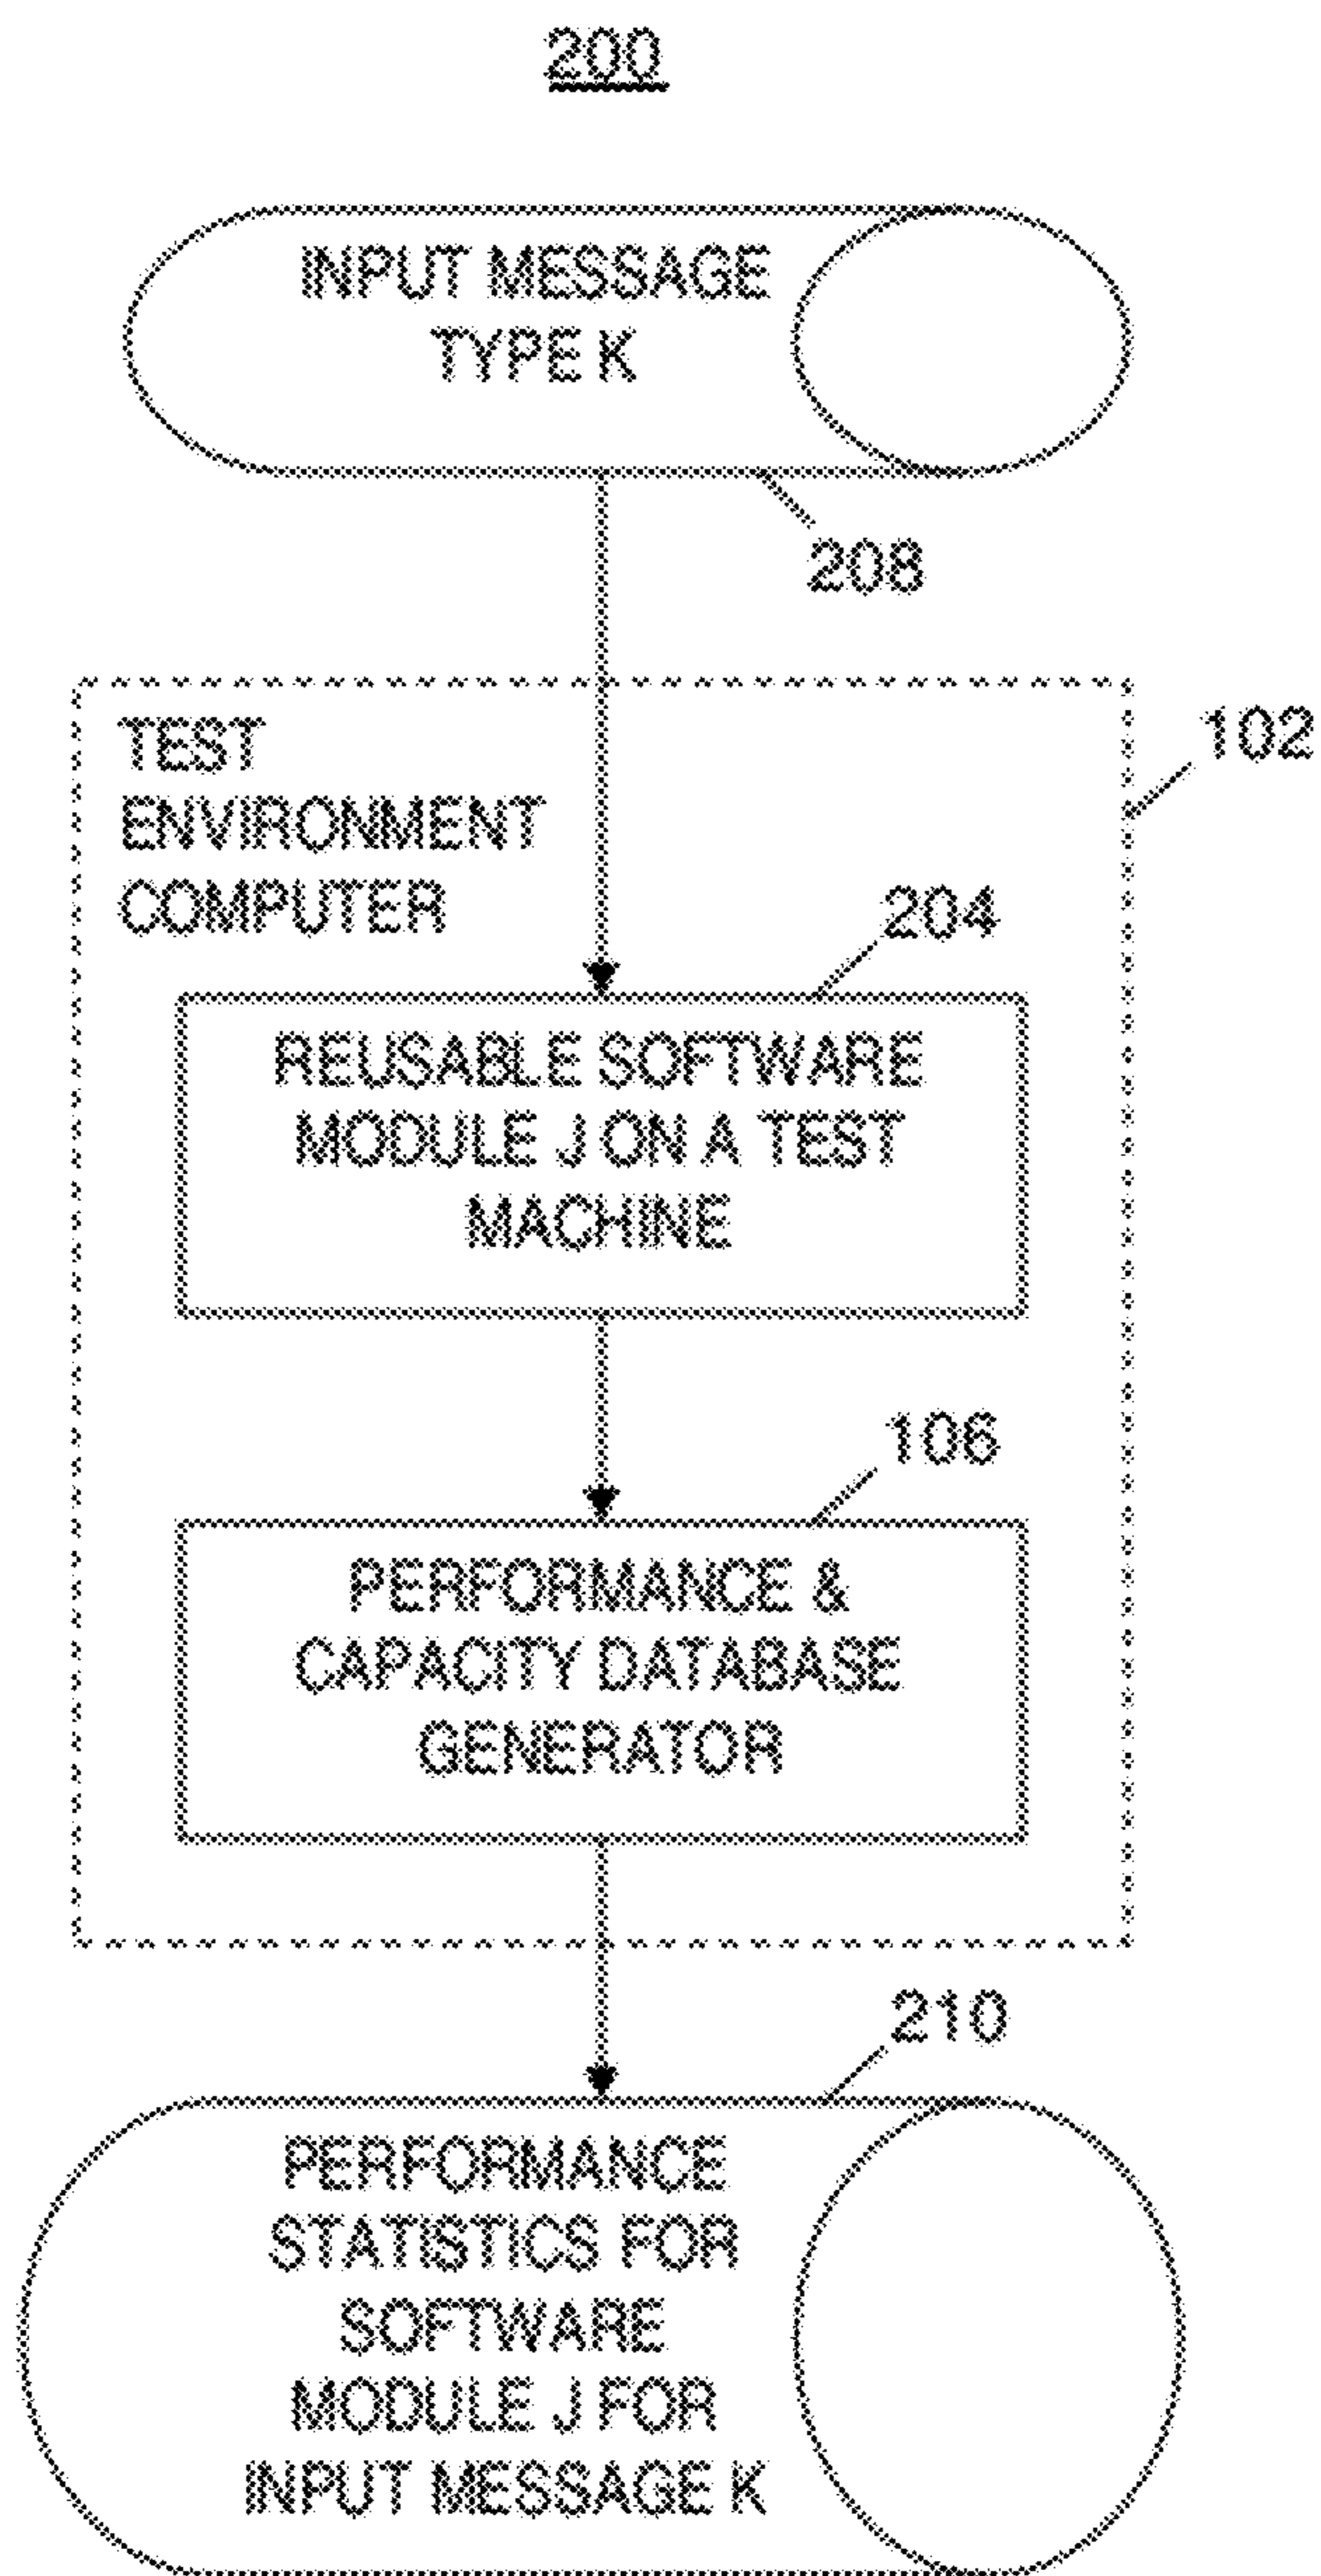 200
INPUT MESSAGE
TYPE K
208
102
TEST
ENVIRONMENT
COMPUTER
204
REUSABLE SOFTWARE
MODULE J ON A TEST
MACHINE
106
PERFORMANCE &
CAPACITY DATABASE
GENERATOR
210
PERFORMANCE
STATISTICS FOR
SOFTWARE
MODULE J FOR
INPUT MESSAGE K